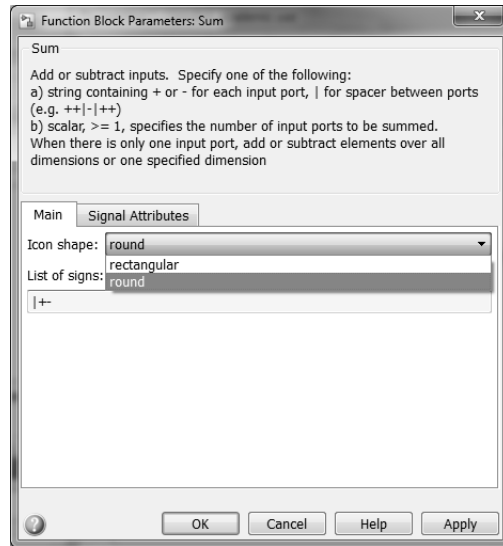 Function Block Parameters: Sum
Sum
Add or subtract inputs. Specify one of the following:
a) string containing + or - for each input port, | for spacer between ports
(e.g. ++|-|++)
b) scalar, >= 1, specifies the number of input ports to be summed.
When there is only one input port, add or subtract elements over all
dimensions or one specified dimension
Main Signal Attributes
Icon shape: round
rectangular
List of signs: round
|+-
OK Cancel Help Apply